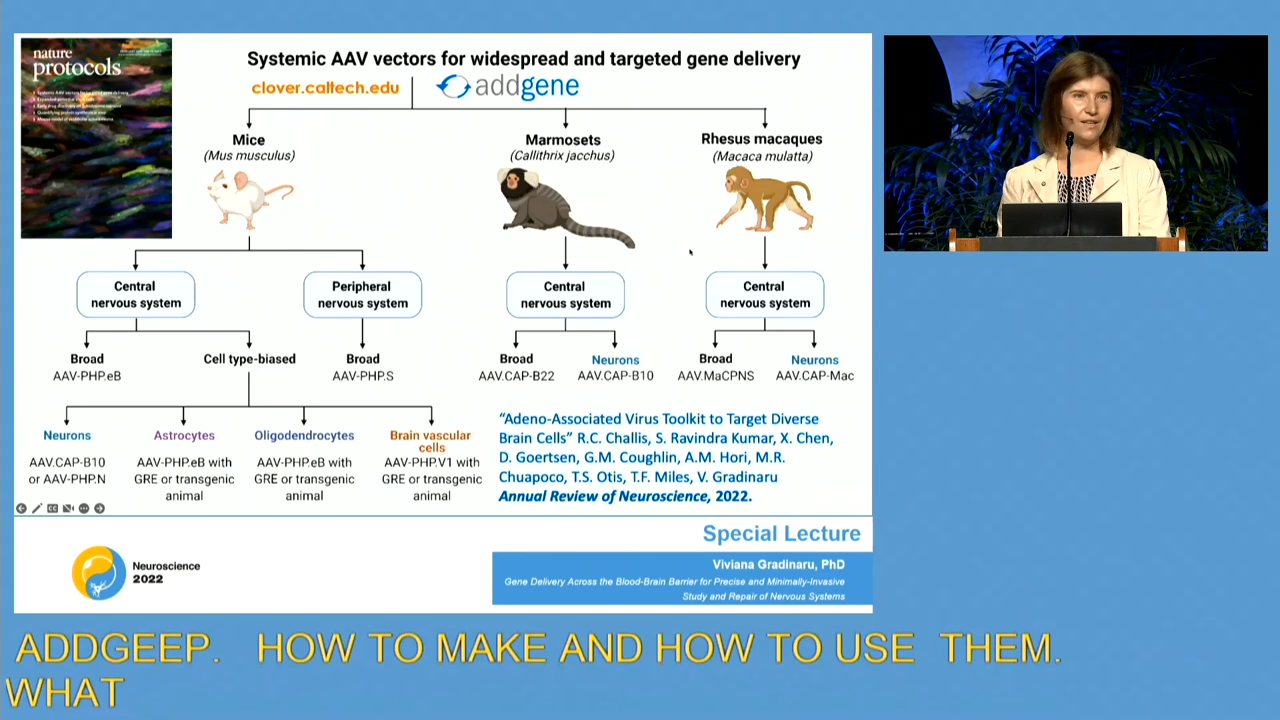 nature
protocols
Systemic AAV vectors for widespread and targeted gene delivery
clover.caltech.edu
addgene
Mice
(Mus musculus)
Marmosets
(Callithrix jacchus)
Rhesus macaques
(Macaca mulatta)
Central
nervous system
Peripheral
nervous system
Central
nervous system
Central
nervous system
Broad
AAV-PHP.eB
Cell type-biased
Broad
AAV-PHP.S
Broad
AAV.CAP-B22
Neurons
AAV.CAP-B10
Broad
AAV.MaCPNS
Neurons
AAV.CAP-Mac
Neurons
AAV.CAP-B10
or AAV-PHP.N
Astrocytes
AAV-PHP.eB with
GRE or transgenic
animal
Oligodendrocytes
AAV-PHP.eB with
GRE or transgenic
animal
Brain vascular
cells
AAV-PHP.V1 with
GRE or transgenic
animal
“Adeno-Associated Virus Toolkit to Target Diverse
Brain Cells” R.C. Challis, S. Ravindra Kumar, X. Chen,
D. Goertsen, G.M. Coughlin, A.M. Hori, M.R.
Chuapoco, T.S. Otis, T.F. Miles, V. Gradinaru
Annual Review of Neuroscience, 2022.
Special Lecture
Neuroscience
2022
Viviana Gradinaru, PhD
Gene Delivery Across the Blood-Brain Barrier for Precise and Minimally-Invasive
Study and Repair of Nervous Systems
ADDGEEP. HOW TO MAKE AND HOW TO USE THEM.
WHAT